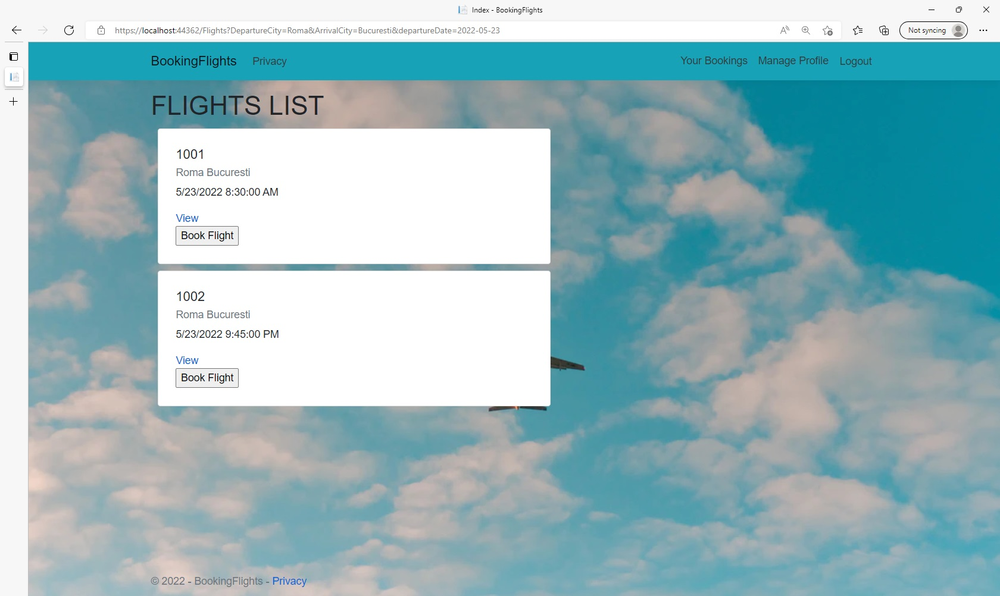 Index - BookingFlights
https://localhost:44362/Flights?DepartureCity=Roma&ArrivalCity=Bucuresti&departureDate=2022-05-23
Not syncing
BookingFlights Privacy Your Bookings Manage Profile Logout
FLIGHTS LIST
1001
Roma Bucuresti
5/23/2022 8:30:00 AM
View
Book Flight
1002
Roma Bucuresti
5/23/2022 9:45:00 PM
View
Book Flight
© 2022 - BookingFlights - Privacy